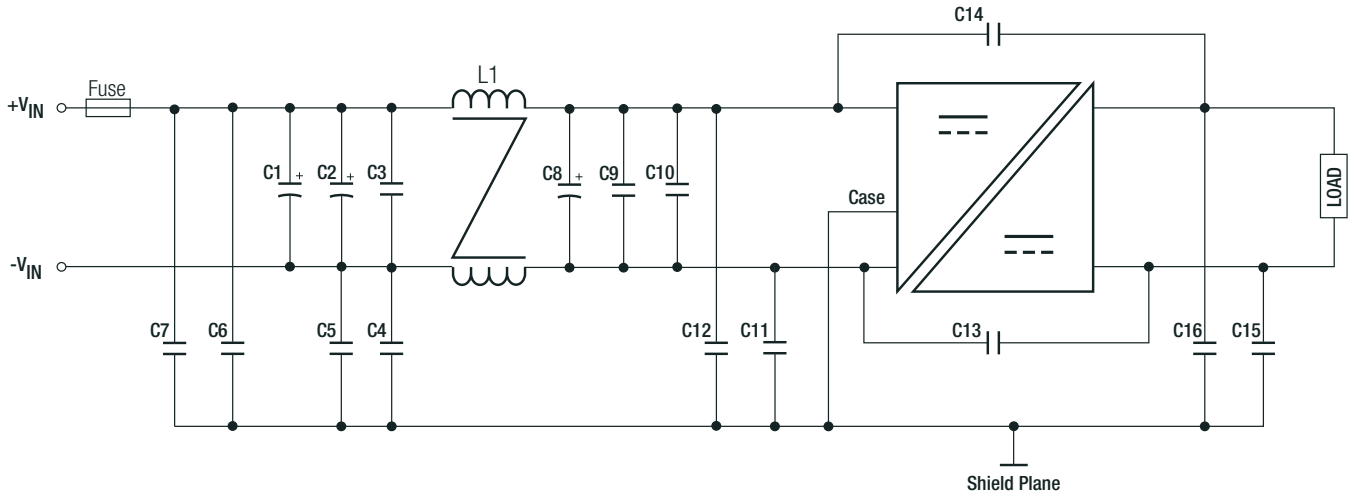 C14
L1
Fuse
+VIN
C1 +
C2 +
C3
C8 +
C9
C10
LOAD
Case
-VIN
C7
C6
C5
C4
C12
C11
C13
C16
C15
Shield Plane